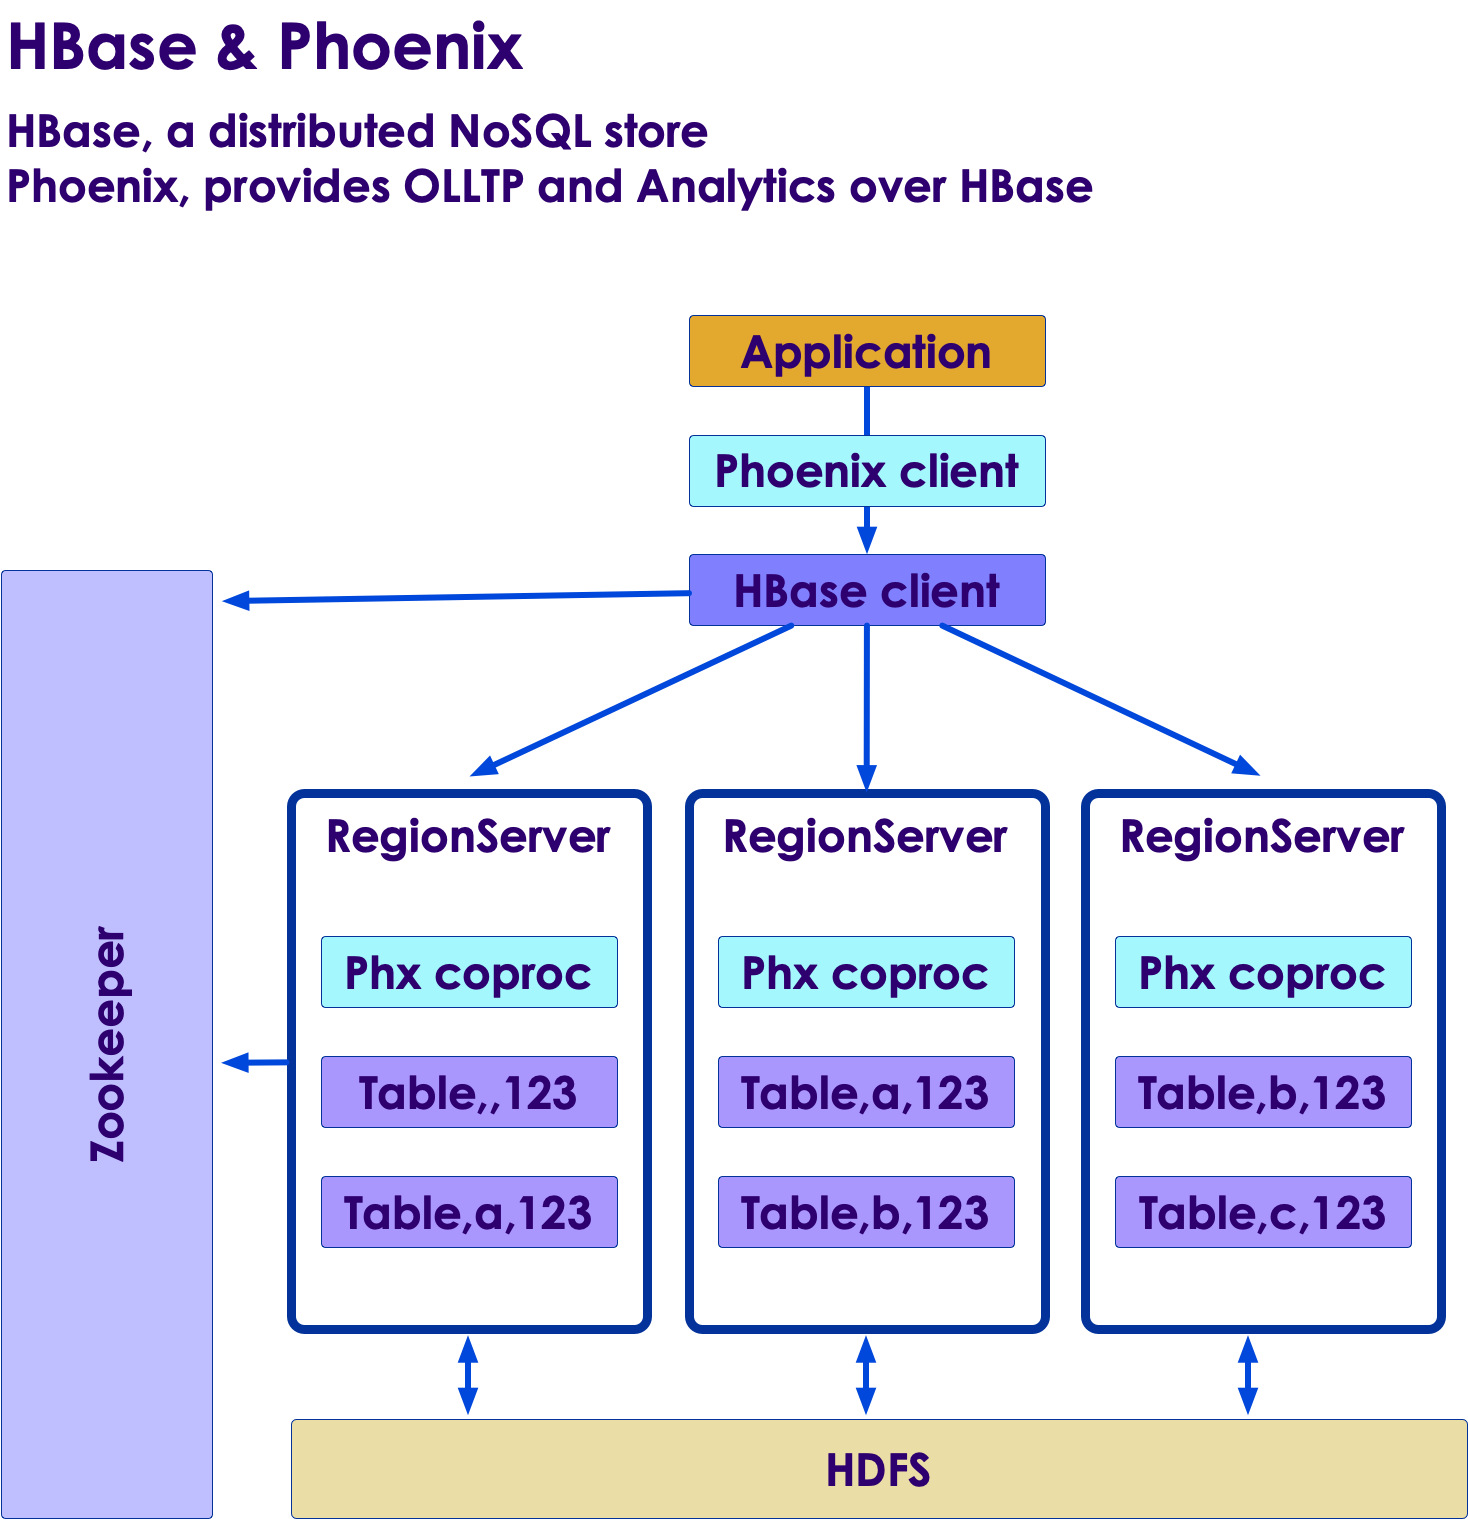 HBase & Phoenix
HBase, a distributed NoSQL store
Phoenix, provides OLLTP and Analytics over HBase
Application
Phoenix client
HBase client
Zookeeper
RegionServer
Phx coproc
Table,,123
Table,a,123
RegionServer
Phx coproc
Table,a,123
Table,b,123
RegionServer
Phx coproc
Table,b,123
Table,c,123
HDFS